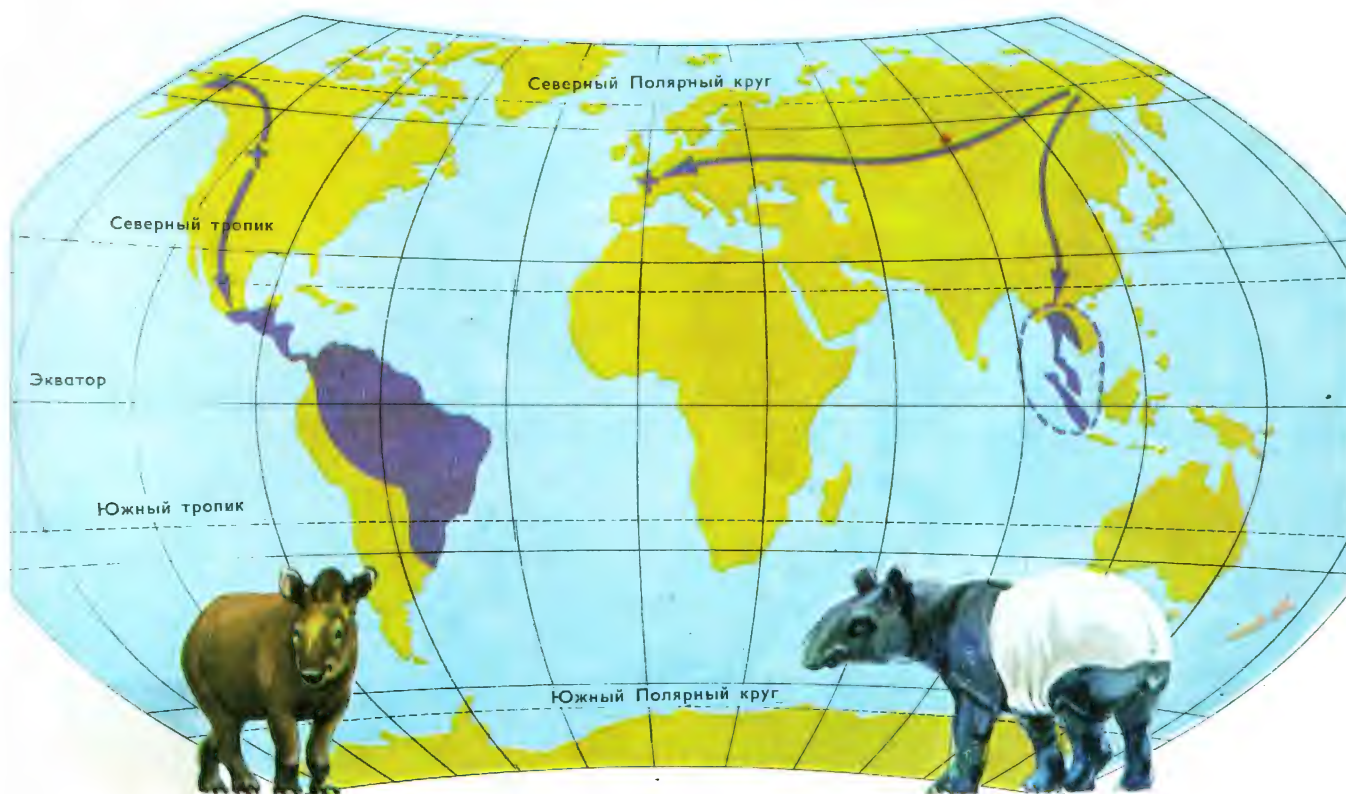 Северный Полярный круг
Северный тропик
Экватор
Южный тропик
Южный Полярный круг